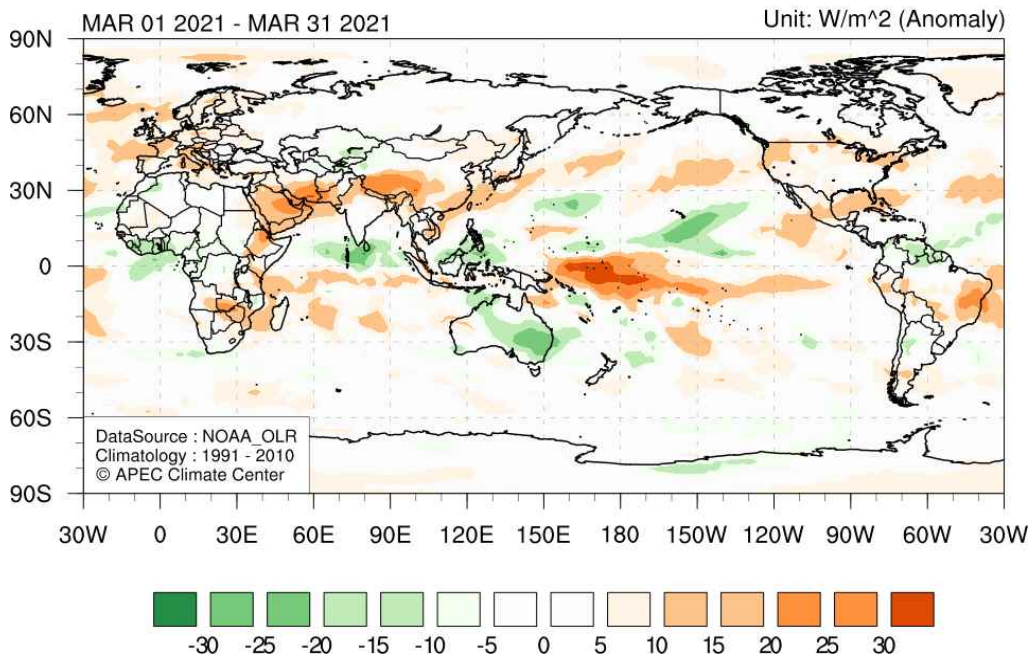 MAR 01 2021 - MAR 31 2021
Unit: W/m^2 (Anomaly)
90N
60N
30N
0
30S
60S
90S
DataSource : NOAA_OLR
Climatology : 1991 - 2010
© APEC Climate Center
30W 0 30E 60E 90E 120E 150E 180 150W 120W 90W 60W 30W
-30 -25 -20 -15 -10 -5 0 5 10 15 20 25 30